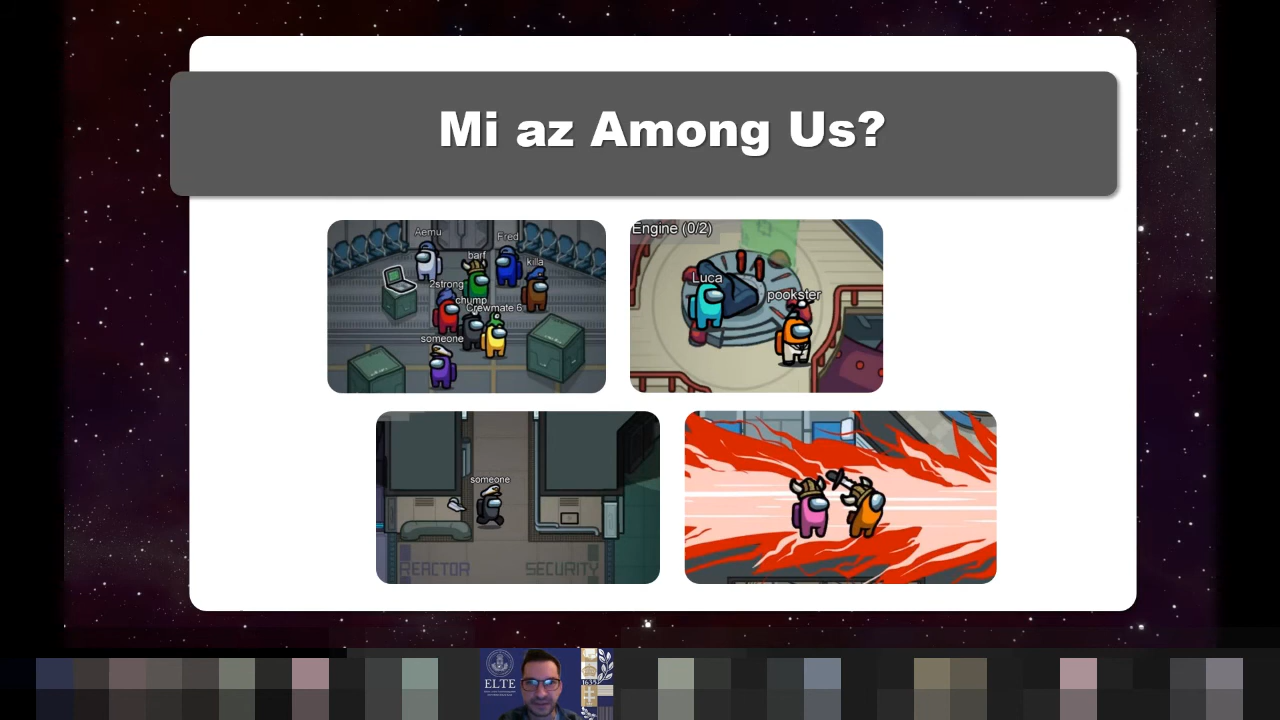 Mi az Among Us?
Aemu
Fred
barf
killa
2strong
chump
Crewmate 6
someone
Engine (0/2)
Luca
pookster
someone
REACTOR
SECURITY
ELTE
1635